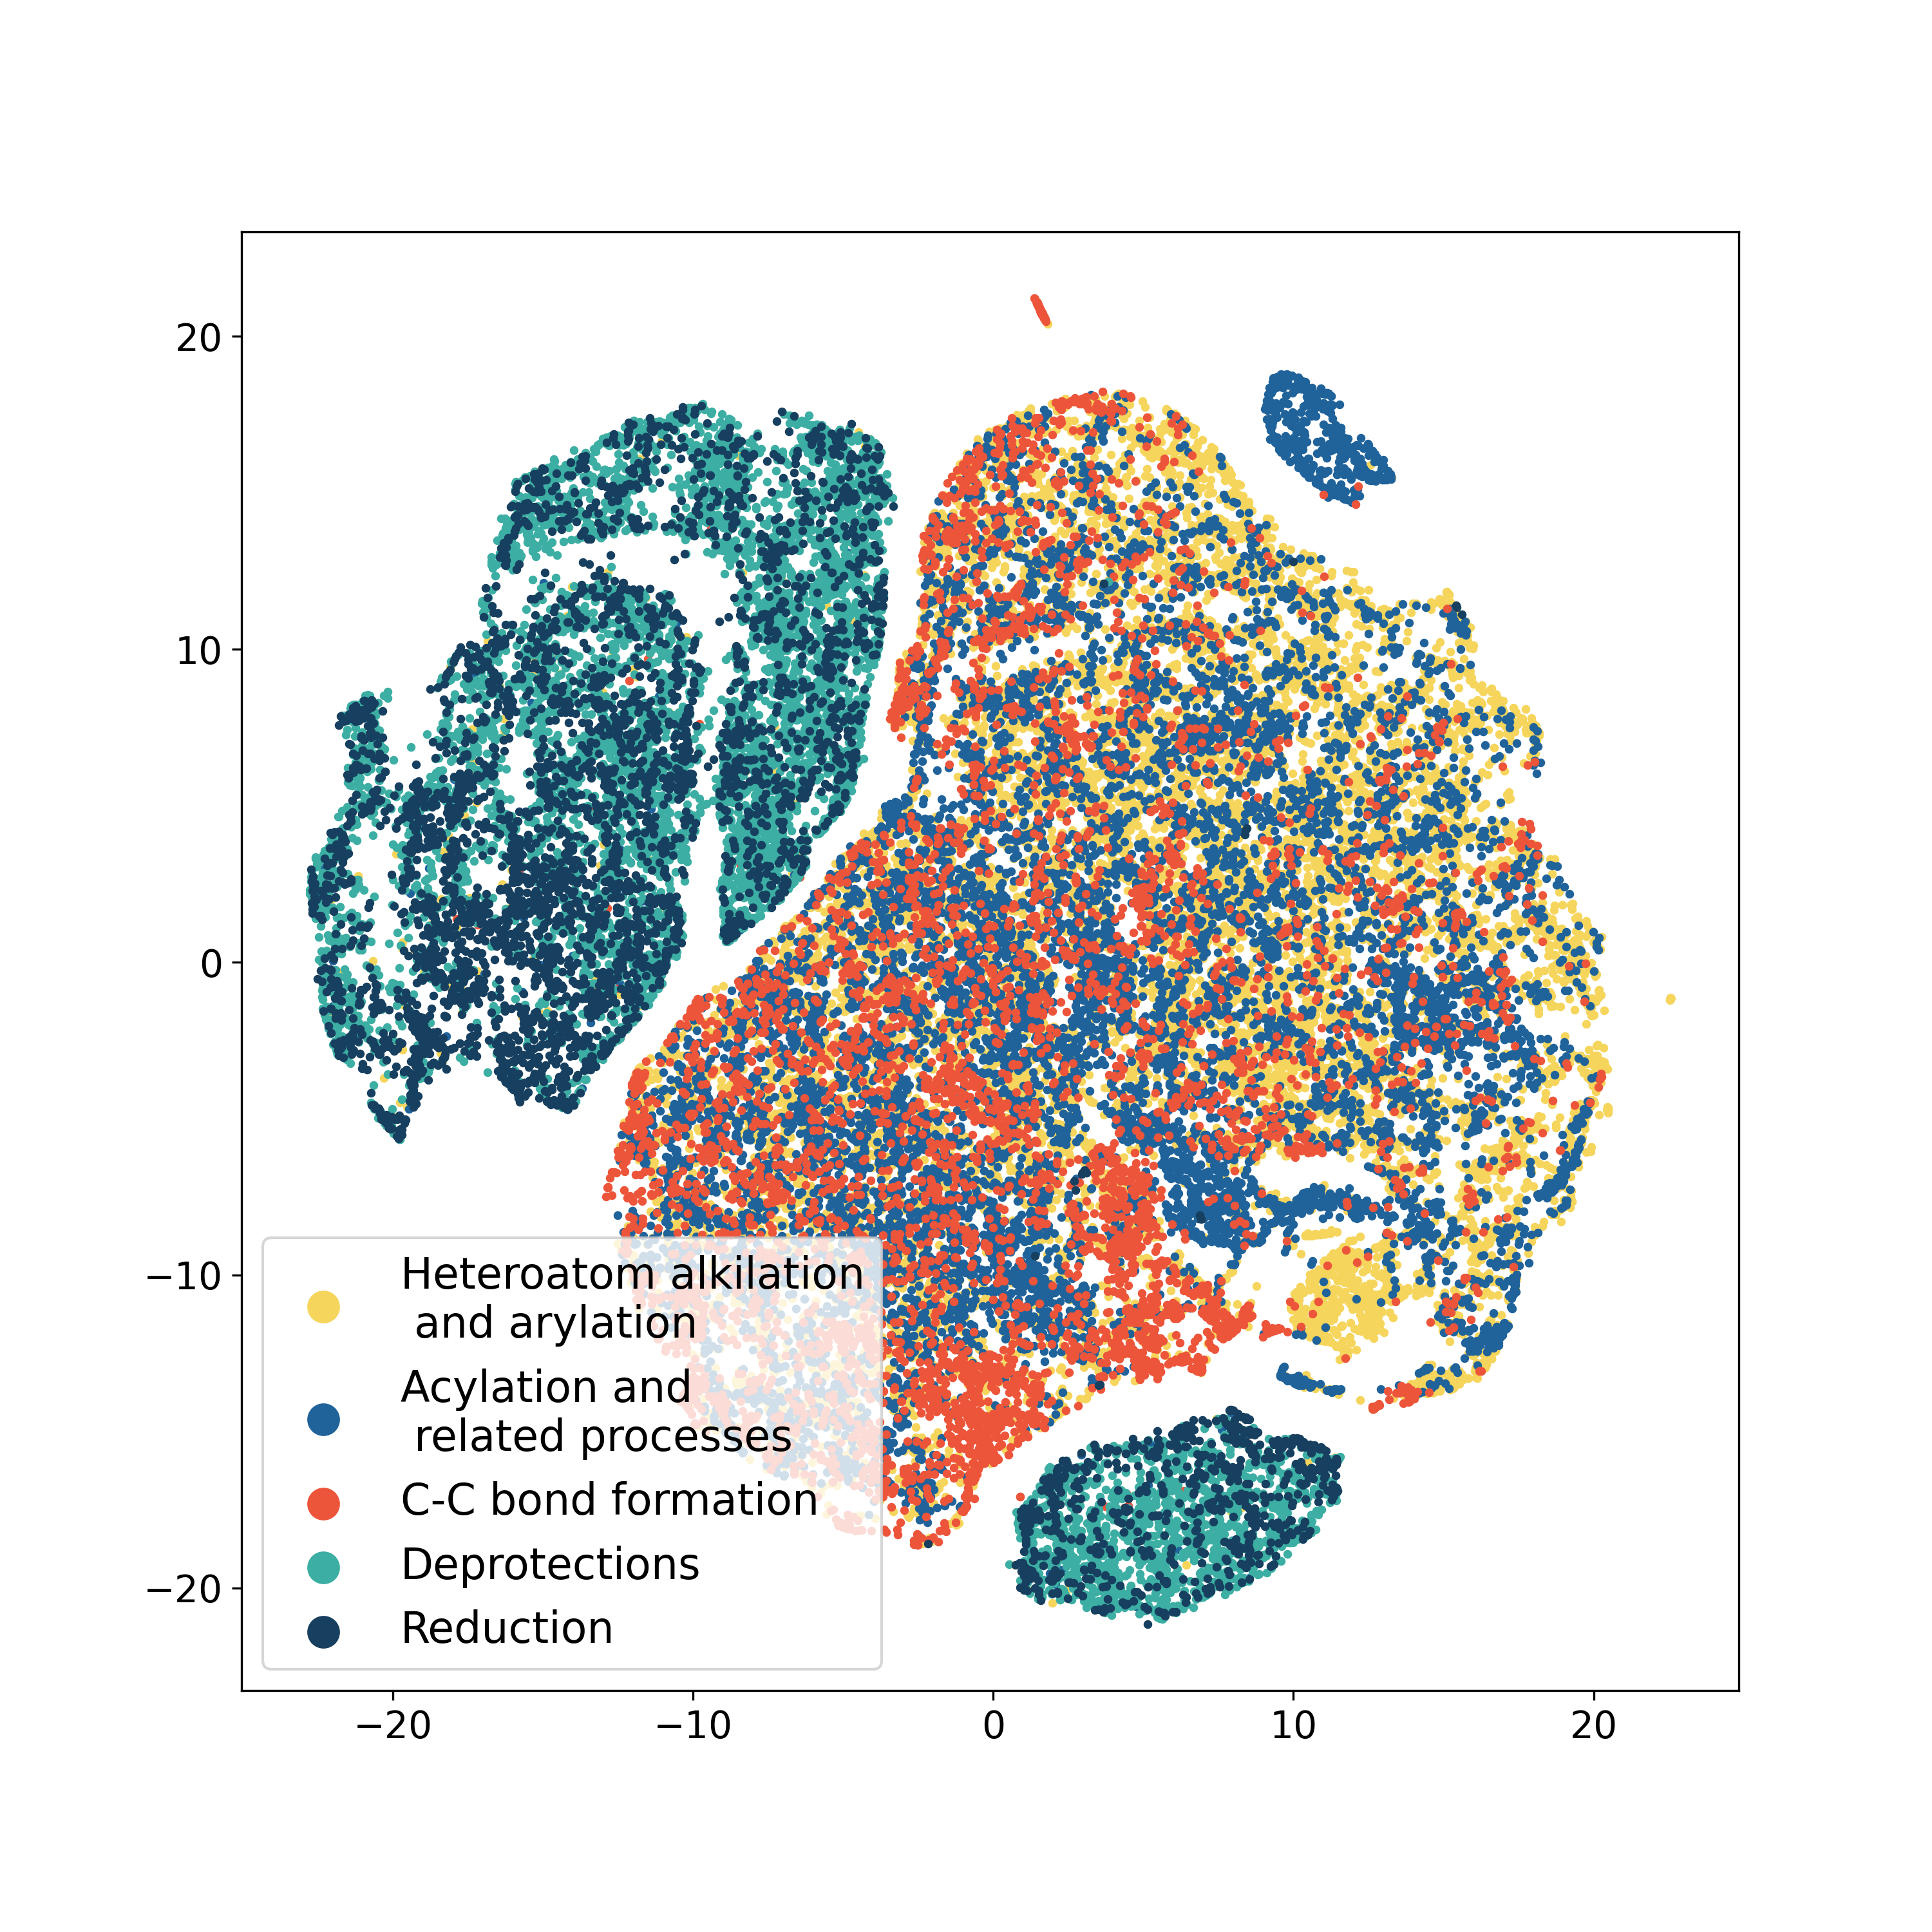 20
10
0
−10
−20
Heteroatom alkilation
and arylation
Acylation and
related processes
C-C bond formation
Deprotections
Reduction
−20 −10 0 10 20